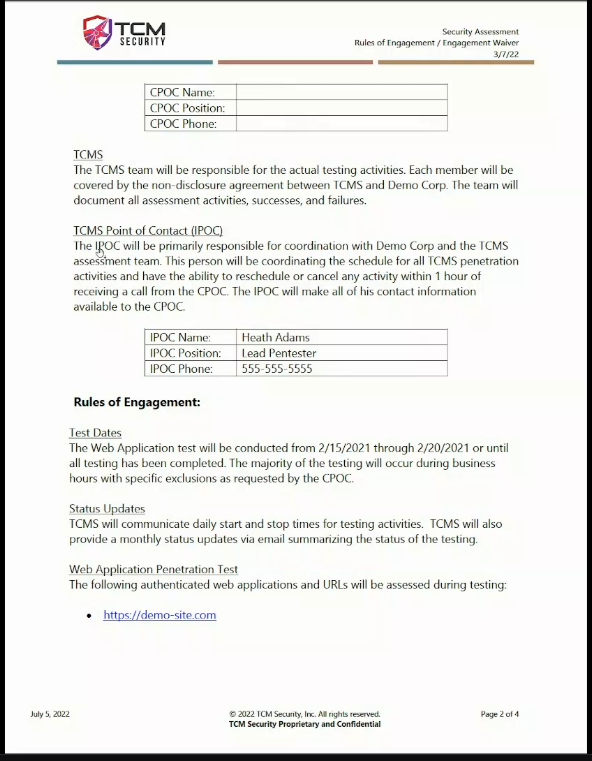 TCM
SECURITY
Security Assessment
Rules of Engagement / Engagement Waiver
3/7/22
CPOC Name:
CPOC Position:
CPOC Phone:
TCMS
The TCMS team will be responsible for the actual testing activities. Each member will be
covered by the non-disclosure agreement between TCMS and Demo Corp. The team will
document all assessment activities, successes, and failures.
TCMS Point of Contact (IPOC)
The IPOC will be primarily responsible for coordination with Demo Corp and the TCMS
assessment team. This person will be coordinating the schedule for all TCMS penetration
activities and have the ability to reschedule or cancel any activity within 1 hour of
receiving a call from the CPOC. The IPOC will make all of his contact information
available to the CPOC.
IPOC Name: Heath Adams
IPOC Position: Lead Pentester
IPOC Phone: 555-555-5555
Rules of Engagement:
Test Dates
The Web Application test will be conducted from 2/15/2021 through 2/20/2021 or until
all testing has been completed. The majority of the testing will occur during business
hours with specific exclusions as requested by the CPOC.
Status Updates
TCMS will communicate daily start and stop times for testing activities.  TCMS will also
provide a monthly status updates via email summarizing the status of the testing.
Web Application Penetration Test
The following authenticated web applications and URLs will be assessed during testing:
• https://demo-site.com
July 5, 2022
© 2022 TCM Security, Inc. All rights reserved.
TCM Security Proprietary and Confidential
Page 2 of 4